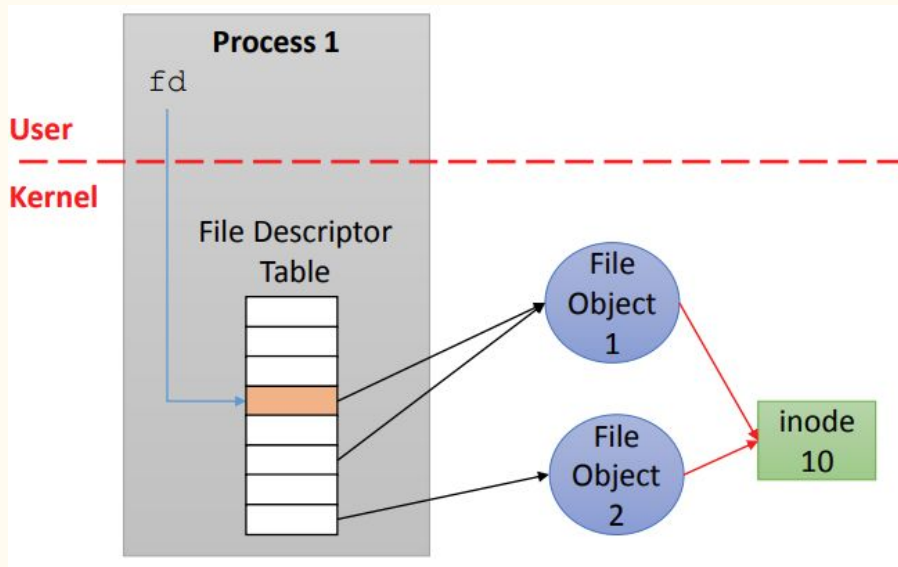 Process 1
fd
User
Kernel
File Descriptor
Table
File
Object
1
File
Object
2
inode
10